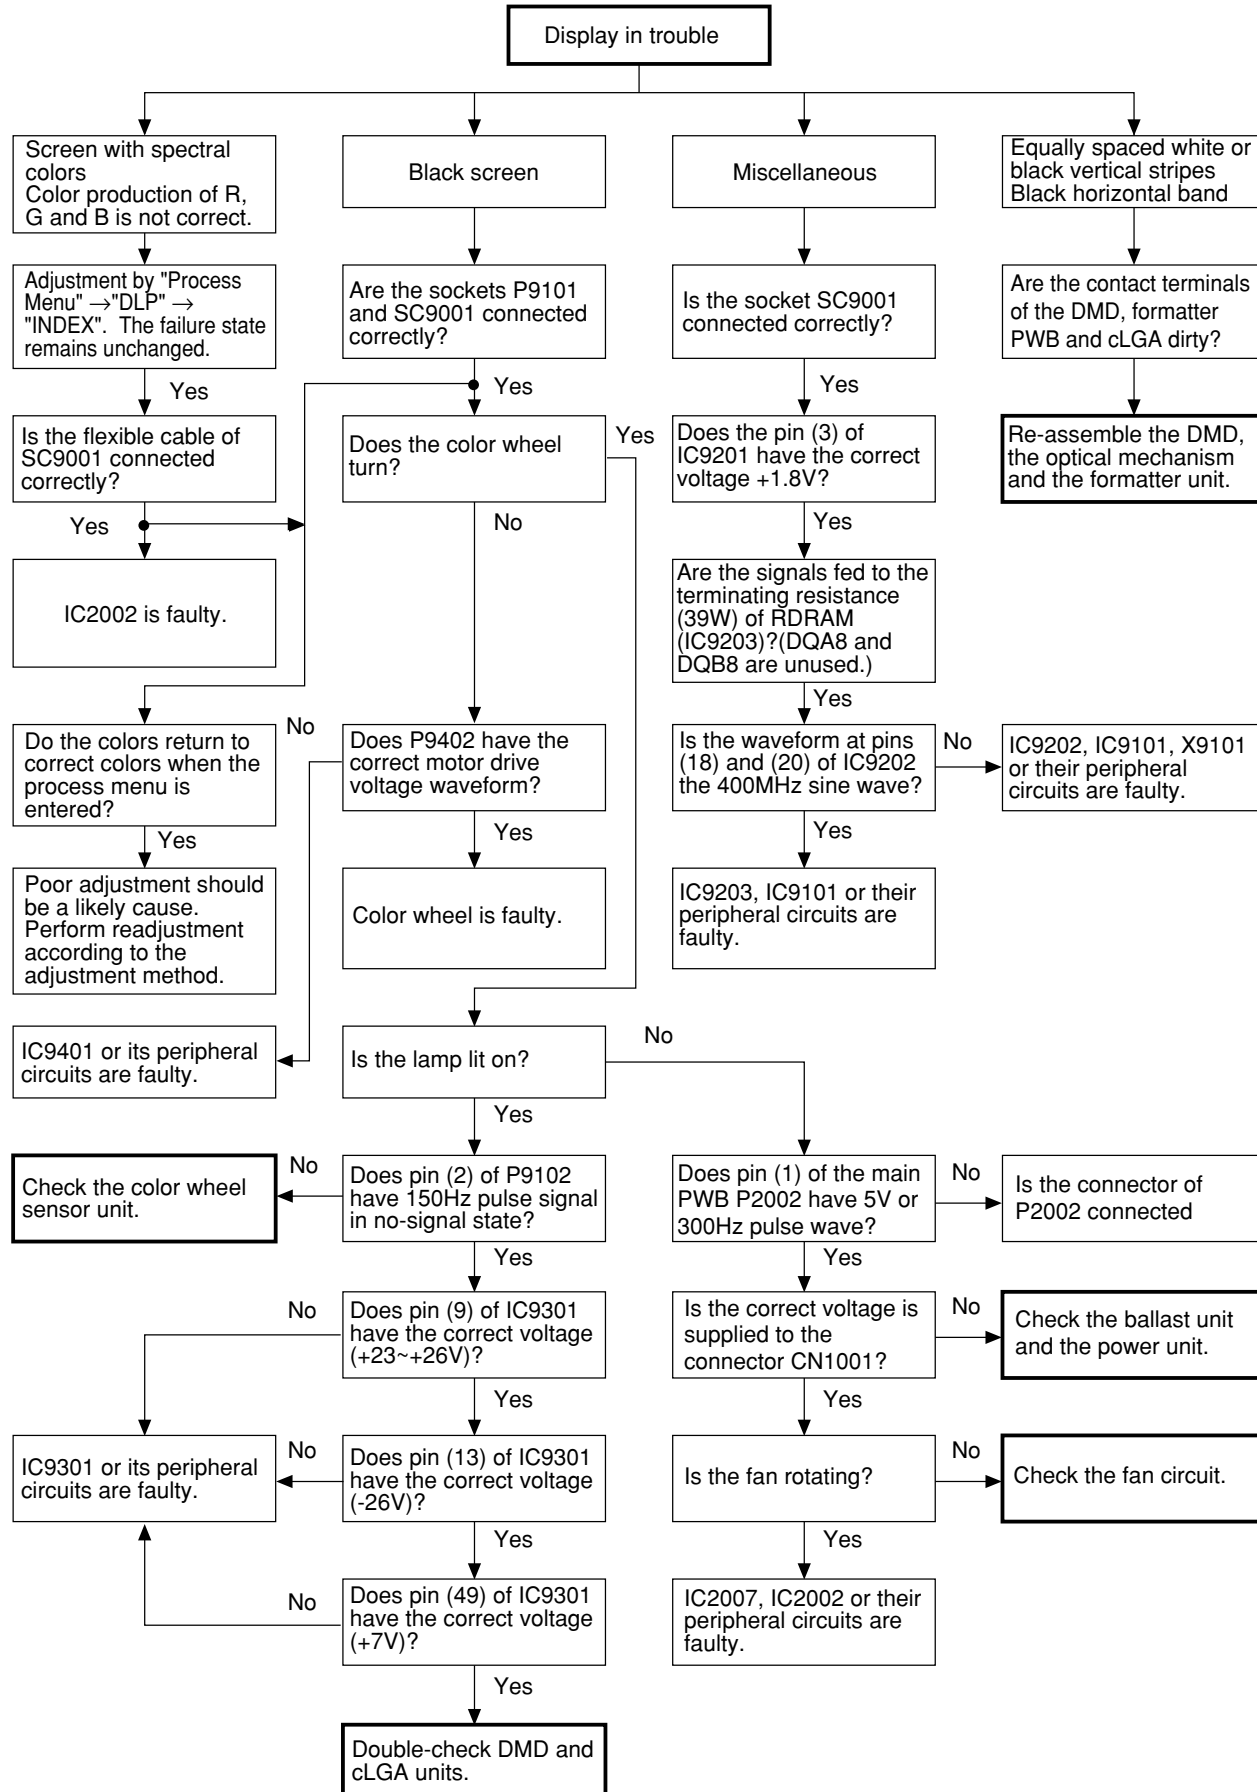 Display in trouble
Screen with spectral
colors
Color production of R,
G and B is not correct.
Black screen
Miscellaneous
Equally spaced white or
black vertical stripes
Black horizontal band
Adjustment by "Process
Menu" →"DLP" →
"INDEX". The failure state
remains unchanged.
Are the sockets P9101
and SC9001 connected
correctly?
Is the socket SC9001
connected correctly?
Are the contact terminals
of the DMD, formatter
PWB and cLGA dirty?
Yes
Yes
Yes
Is the flexible cable of
SC9001 connected
correctly?
Does the color wheel
turn?
Yes
Does the pin (3) of
IC9201 have the correct
voltage +1.8V?
Re-assemble the DMD,
the optical mechanism
and the formatter unit.
Yes
No
Yes
IC2002 is faulty.
Are the signals fed to the
terminating resistance
(39W) of RDRAM
(IC9203)?(DQA8 and
DQB8 are unused.)
Yes
Do the colors return to
correct colors when the
process menu is
entered?
No
Does P9402 have the
correct motor drive
voltage waveform?
Is the waveform at pins
(18) and (20) of IC9202
the 400MHz sine wave?
No
IC9202, IC9101, X9101
or their peripheral
circuits are faulty.
Yes
Yes
Yes
Poor adjustment should
be a likely cause.
Perform readjustment
according to the
adjustment method.
Color wheel is faulty.
IC9203, IC9101 or their
peripheral circuits are
faulty.
IC9401 or its peripheral
circuits are faulty.
Is the lamp lit on?
No
Yes
Check the color wheel
sensor unit.
No
Does pin (2) of P9102
have 150Hz pulse signal
in no-signal state?
Does pin (1) of the main
PWB P2002 have 5V or
300Hz pulse wave?
No
Is the connector of
P2002 connected
Yes
Yes
No
Does pin (9) of IC9301
have the correct voltage
(+23~+26V)?
Is the correct voltage is
supplied to the
connector CN1001?
No
Check the ballast unit
and the power unit.
Yes
Yes
IC9301 or its peripheral
circuits are faulty.
No
Does pin (13) of IC9301
have the correct voltage
(-26V)?
Is the fan rotating?
No
Check the fan circuit.
Yes
Yes
No
Does pin (49) of IC9301
have the correct voltage
(+7V)?
IC2007, IC2002 or their
peripheral circuits are
faulty.
Yes
Double-check DMD and
cLGA units.